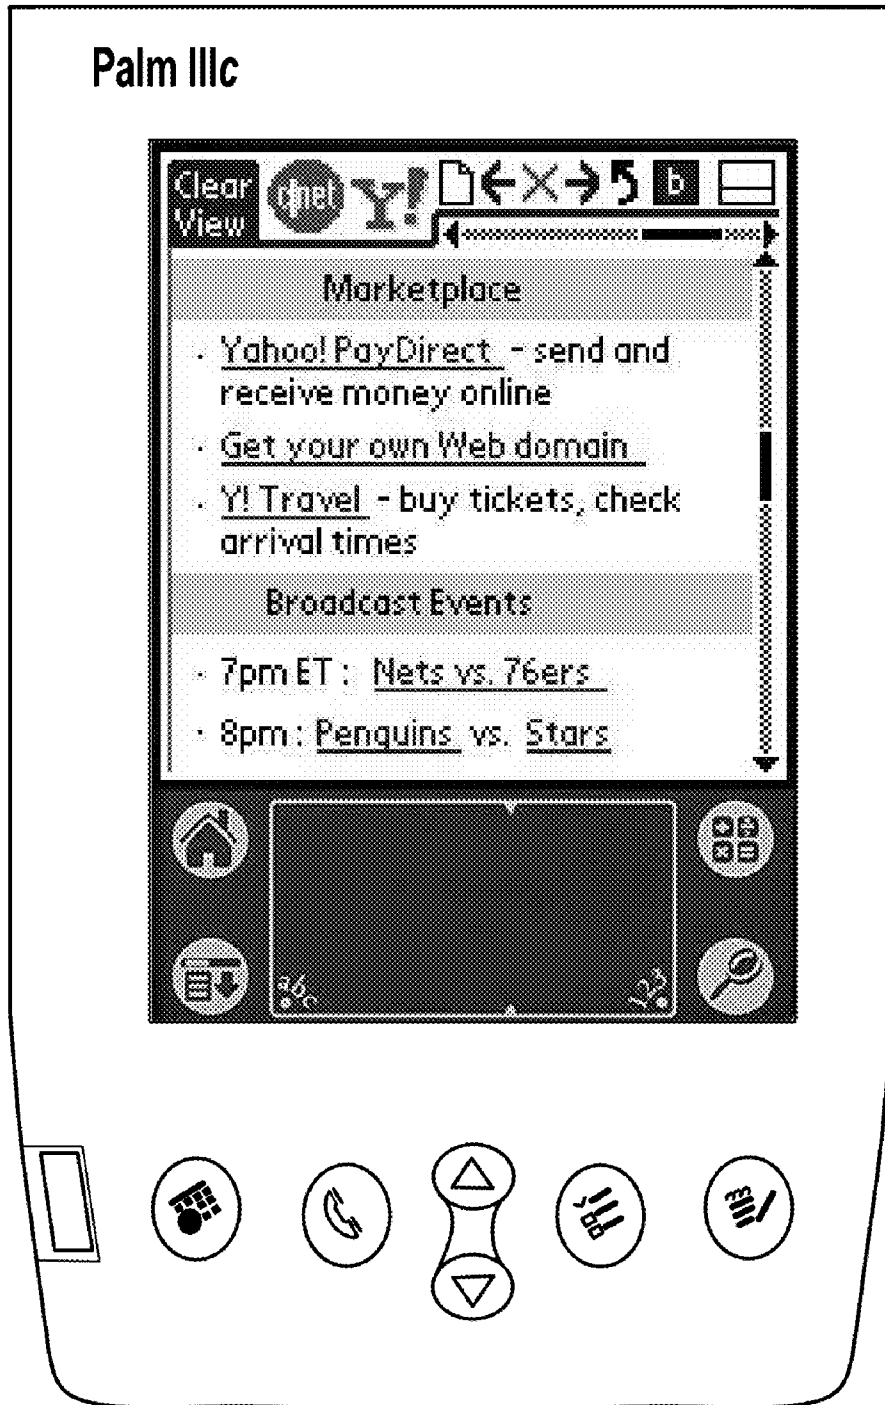 Palm IIIc
Clear
View
c|net
Y!
b
Marketplace
· Yahoo! PayDirect - send and
receive money online
· Get your own Web domain
· Y! Travel - buy tickets, check
arrival times
Broadcast Events
· 7pm ET : Nets vs. 76ers
· 8pm : Penguins vs. Stars
abc
123